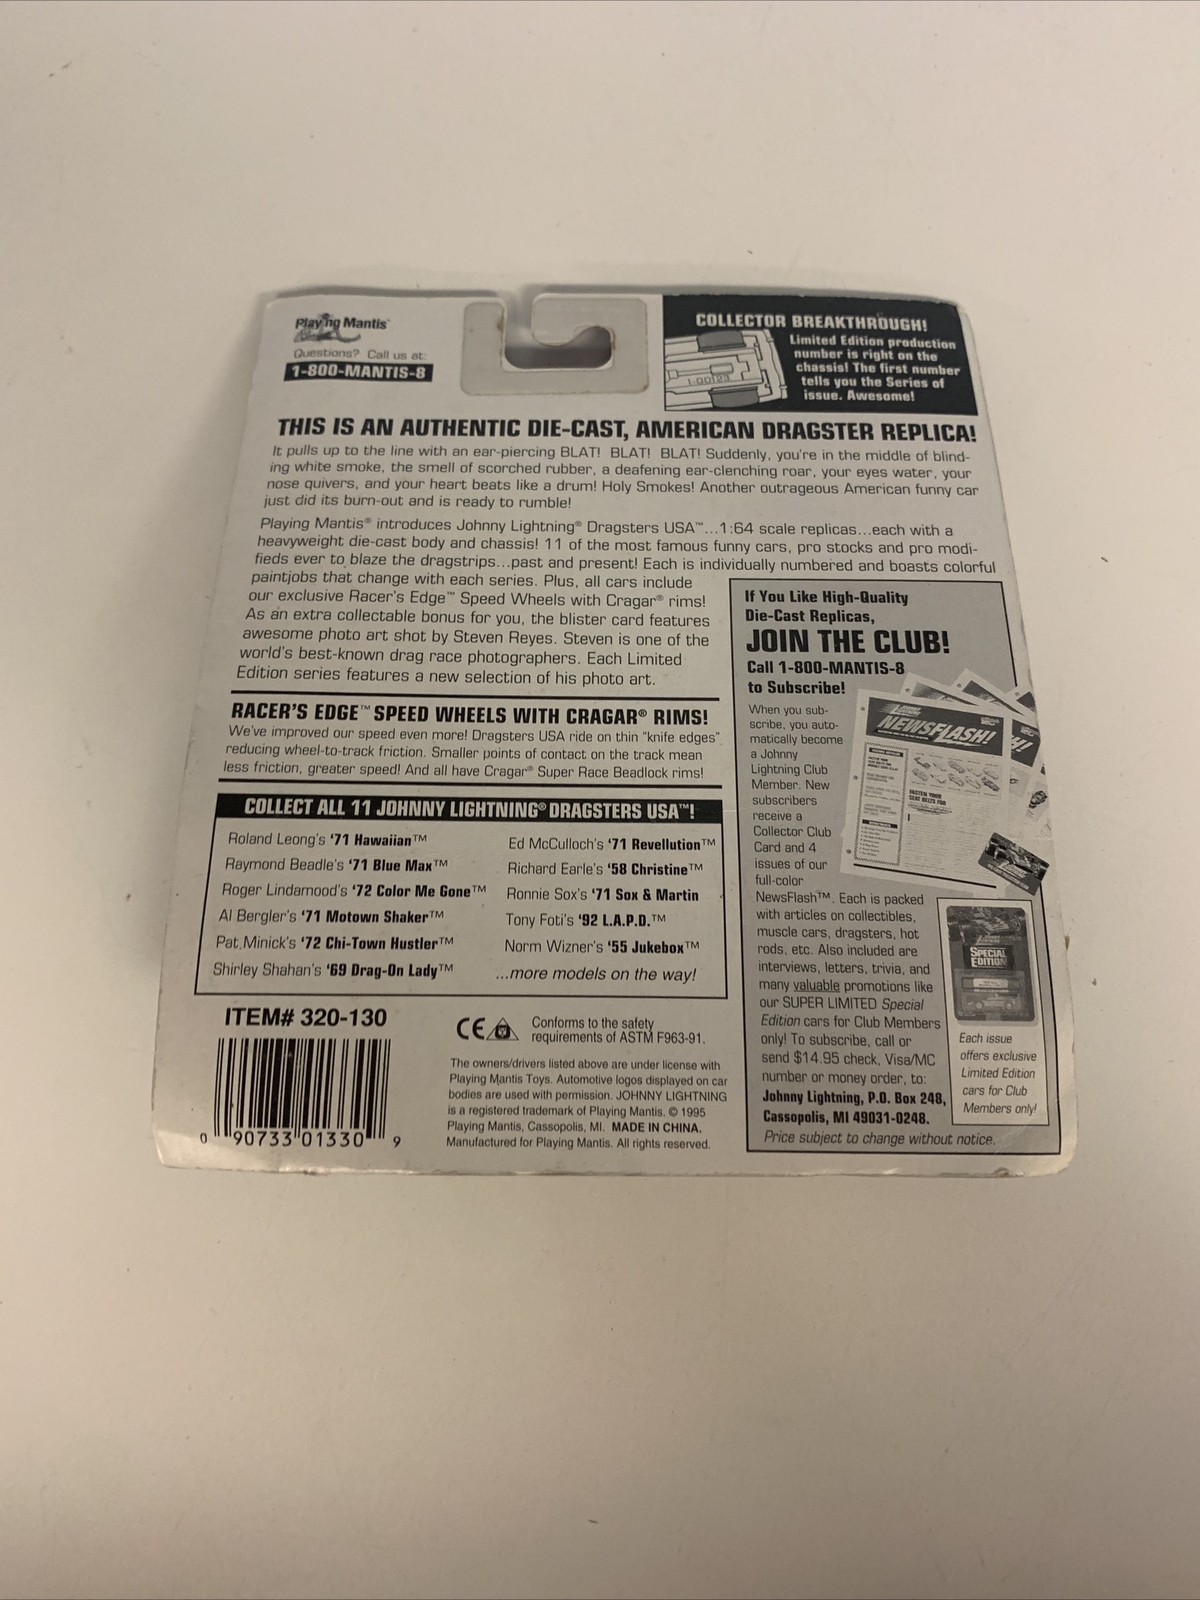 Playing Mantis
Questions? Call us at:
1-800-MANTIS-8
COLLECTOR BREAKTHROUGH!
Limited Edition production
number is right on the
chassis! The first number
tells you the Series of
issue. Awesome!
1-00123
THIS IS AN AUTHENTIC DIE-CAST, AMERICAN DRAGSTER REPLICA!
It pulls up to the line with an ear-piercing BLAT! BLAT! BLAT! Suddenly, you're in the middle of blind-
ing white smoke, the smell of scorched rubber, a deafening ear-clenching roar, your eyes water, your
nose quivers, and your heart beats like a drum! Holy Smokes! Another outrageous American funny car
just did its burn-out and is ready to rumble!
Playing Mantis® introduces Johnny Lightning® Dragsters USA™...1:64 scale replicas...each with a
heavyweight die-cast body and chassis! 11 of the most famous funny cars, pro stocks and pro modi-
fieds ever to blaze the dragstrips...past and present! Each is individually numbered and boasts colorful
paintjobs that change with each series. Plus, all cars include
our exclusive Racer's Edge™ Speed Wheels with Cragar® rims!
As an extra collectable bonus for you, the blister card features
awesome photo art shot by Steven Reyes. Steven is one of the
world's best-known drag race photographers. Each Limited
Edition series features a new selection of his photo art.
RACER'S EDGE™ SPEED WHEELS WITH CRAGAR® RIMS!
We've improved our speed even more! Dragsters USA ride on thin "knife edges"
reducing wheel-to-track friction. Smaller points of contact on the track mean
less friction, greater speed! And all have Cragar® Super Race Beadlock rims!
COLLECT ALL 11 JOHNNY LIGHTNING® DRAGSTERS USA™!
Roland Leong's '71 Hawaiian™
Raymond Beadle's '71 Blue Max™
Roger Lindamood's '72 Color Me Gone™
Al Bergler's '71 Motown Shaker™
Pat Minick's '72 Chi-Town Hustler™
Shirley Shahan's '69 Drag-On Lady™
Ed McCulloch's '71 Revellution™
Richard Earle's '58 Christine™
Ronnie Sox's '71 Sox & Martin
Tony Foti's '92 L.A.P.D.™
Norm Wizner's '55 Jukebox™
...more models on the way!
ITEM# 320-130
0 90733 01330 9
CE
Conforms to the safety
requirements of ASTM F963-91.
The owners/drivers listed above are under license with
Playing Mantis Toys. Automotive logos displayed on car
bodies are used with permission. JOHNNY LIGHTNING
is a registered trademark of Playing Mantis. © 1995
Playing Mantis, Cassopolis, MI. MADE IN CHINA.
Manufactured for Playing Mantis. All rights reserved.
If You Like High-Quality
Die-Cast Replicas,
JOIN THE CLUB!
Call 1-800-MANTIS-8
to Subscribe!
When you sub-
scribe, you auto-
matically become
a Johnny
Lightning Club
Member. New
subscribers
receive a
Collector Club
Card and 4
issues of our
full-color
NewsFlash™. Each is packed
with articles on collectibles,
muscle cars, dragsters, hot
rods, etc. Also included are
interviews, letters, trivia, and
many valuable promotions like
our SUPER LIMITED Special
Edition cars for Club Members
only! To subscribe, call or
send $14.95 check, Visa/MC
number or money order, to:
Johnny Lightning, P.O. Box 248,
Cassopolis, MI 49031-0248.
Price subject to change without notice.
NEWSFLASH!
FASTEN YOUR
SEAT BELTS FOR
SPECIAL
EDITION
Each issue
offers exclusive
Limited Edition
cars for Club
Members only!